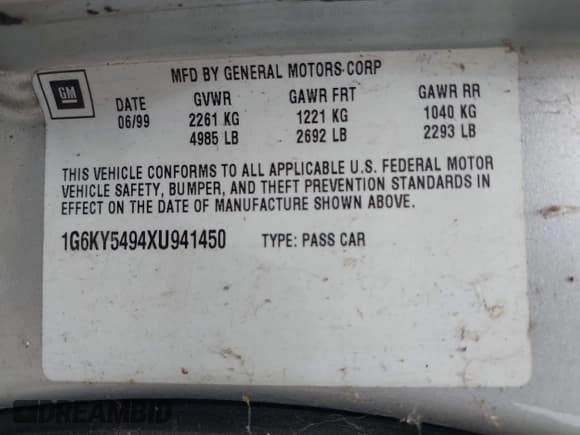 MFD BY GENERAL MOTORS CORP
GM
DATE GVWR GAWR FRT GAWR RR
06/99 2261 KG 1221 KG 1040 KG
4985 LB 2692 LB 2293 LB
THIS VEHICLE CONFORMS TO ALL APPLICABLE U.S. FEDERAL MOTOR
VEHICLE SAFETY, BUMPER, AND THEFT PREVENTION STANDARDS IN
EFFECT ON THE DATE OF MANUFACTURE SHOWN ABOVE.
1G6KY5494XU941450 TYPE: PASS CAR
DREAMBID